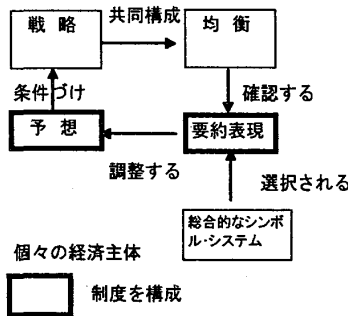 戦略
共同構成
均衡
条件づけ
確認する
予想
要約表現
調整する
選択される
総合的なシンボ
ル・システム
個々の経済主体
制度を構成